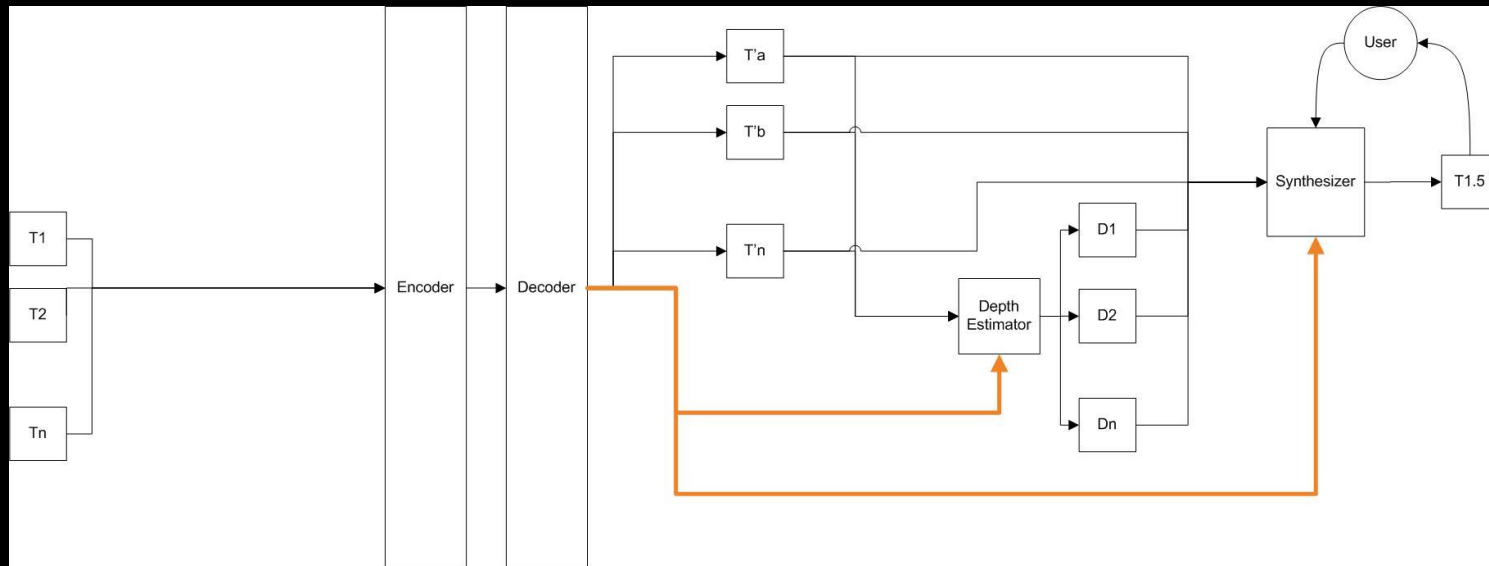 T'a
User
T'b
Synthesizer
T1.5
T1
D1
T'n
Encoder
Decoder
T2
Depth
Estimator
D2
Tn
Dn